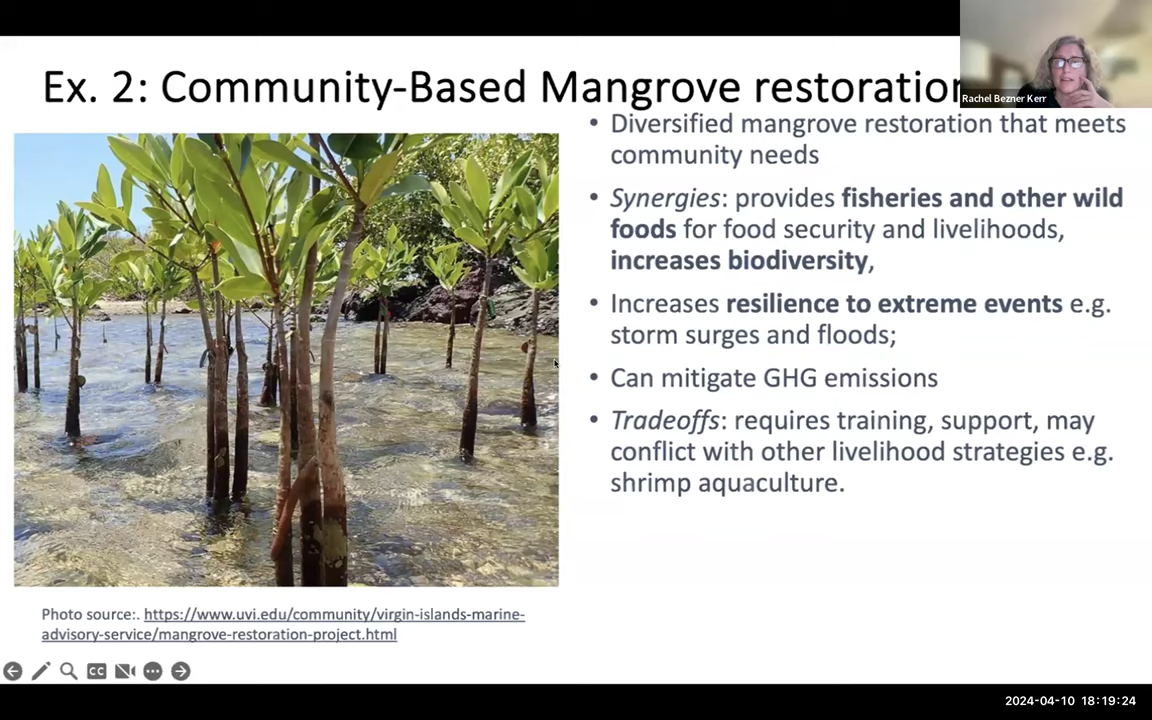 Ex. 2: Community-Based Mangrove restoration
Rachel Bezner Kerr
• Diversified mangrove restoration that meets
community needs
• Synergies: provides fisheries and other wild
foods for food security and livelihoods,
increases biodiversity,
• Increases resilience to extreme events e.g.
storm surges and floods;
• Can mitigate GHG emissions
• Tradeoffs: requires training, support, may
conflict with other livelihood strategies e.g.
shrimp aquaculture.
Photo source:. https://www.uvi.edu/community/virgin-islands-marine-
advisory-service/mangrove-restoration-project.html
CC
2024-04-10 18:19:24